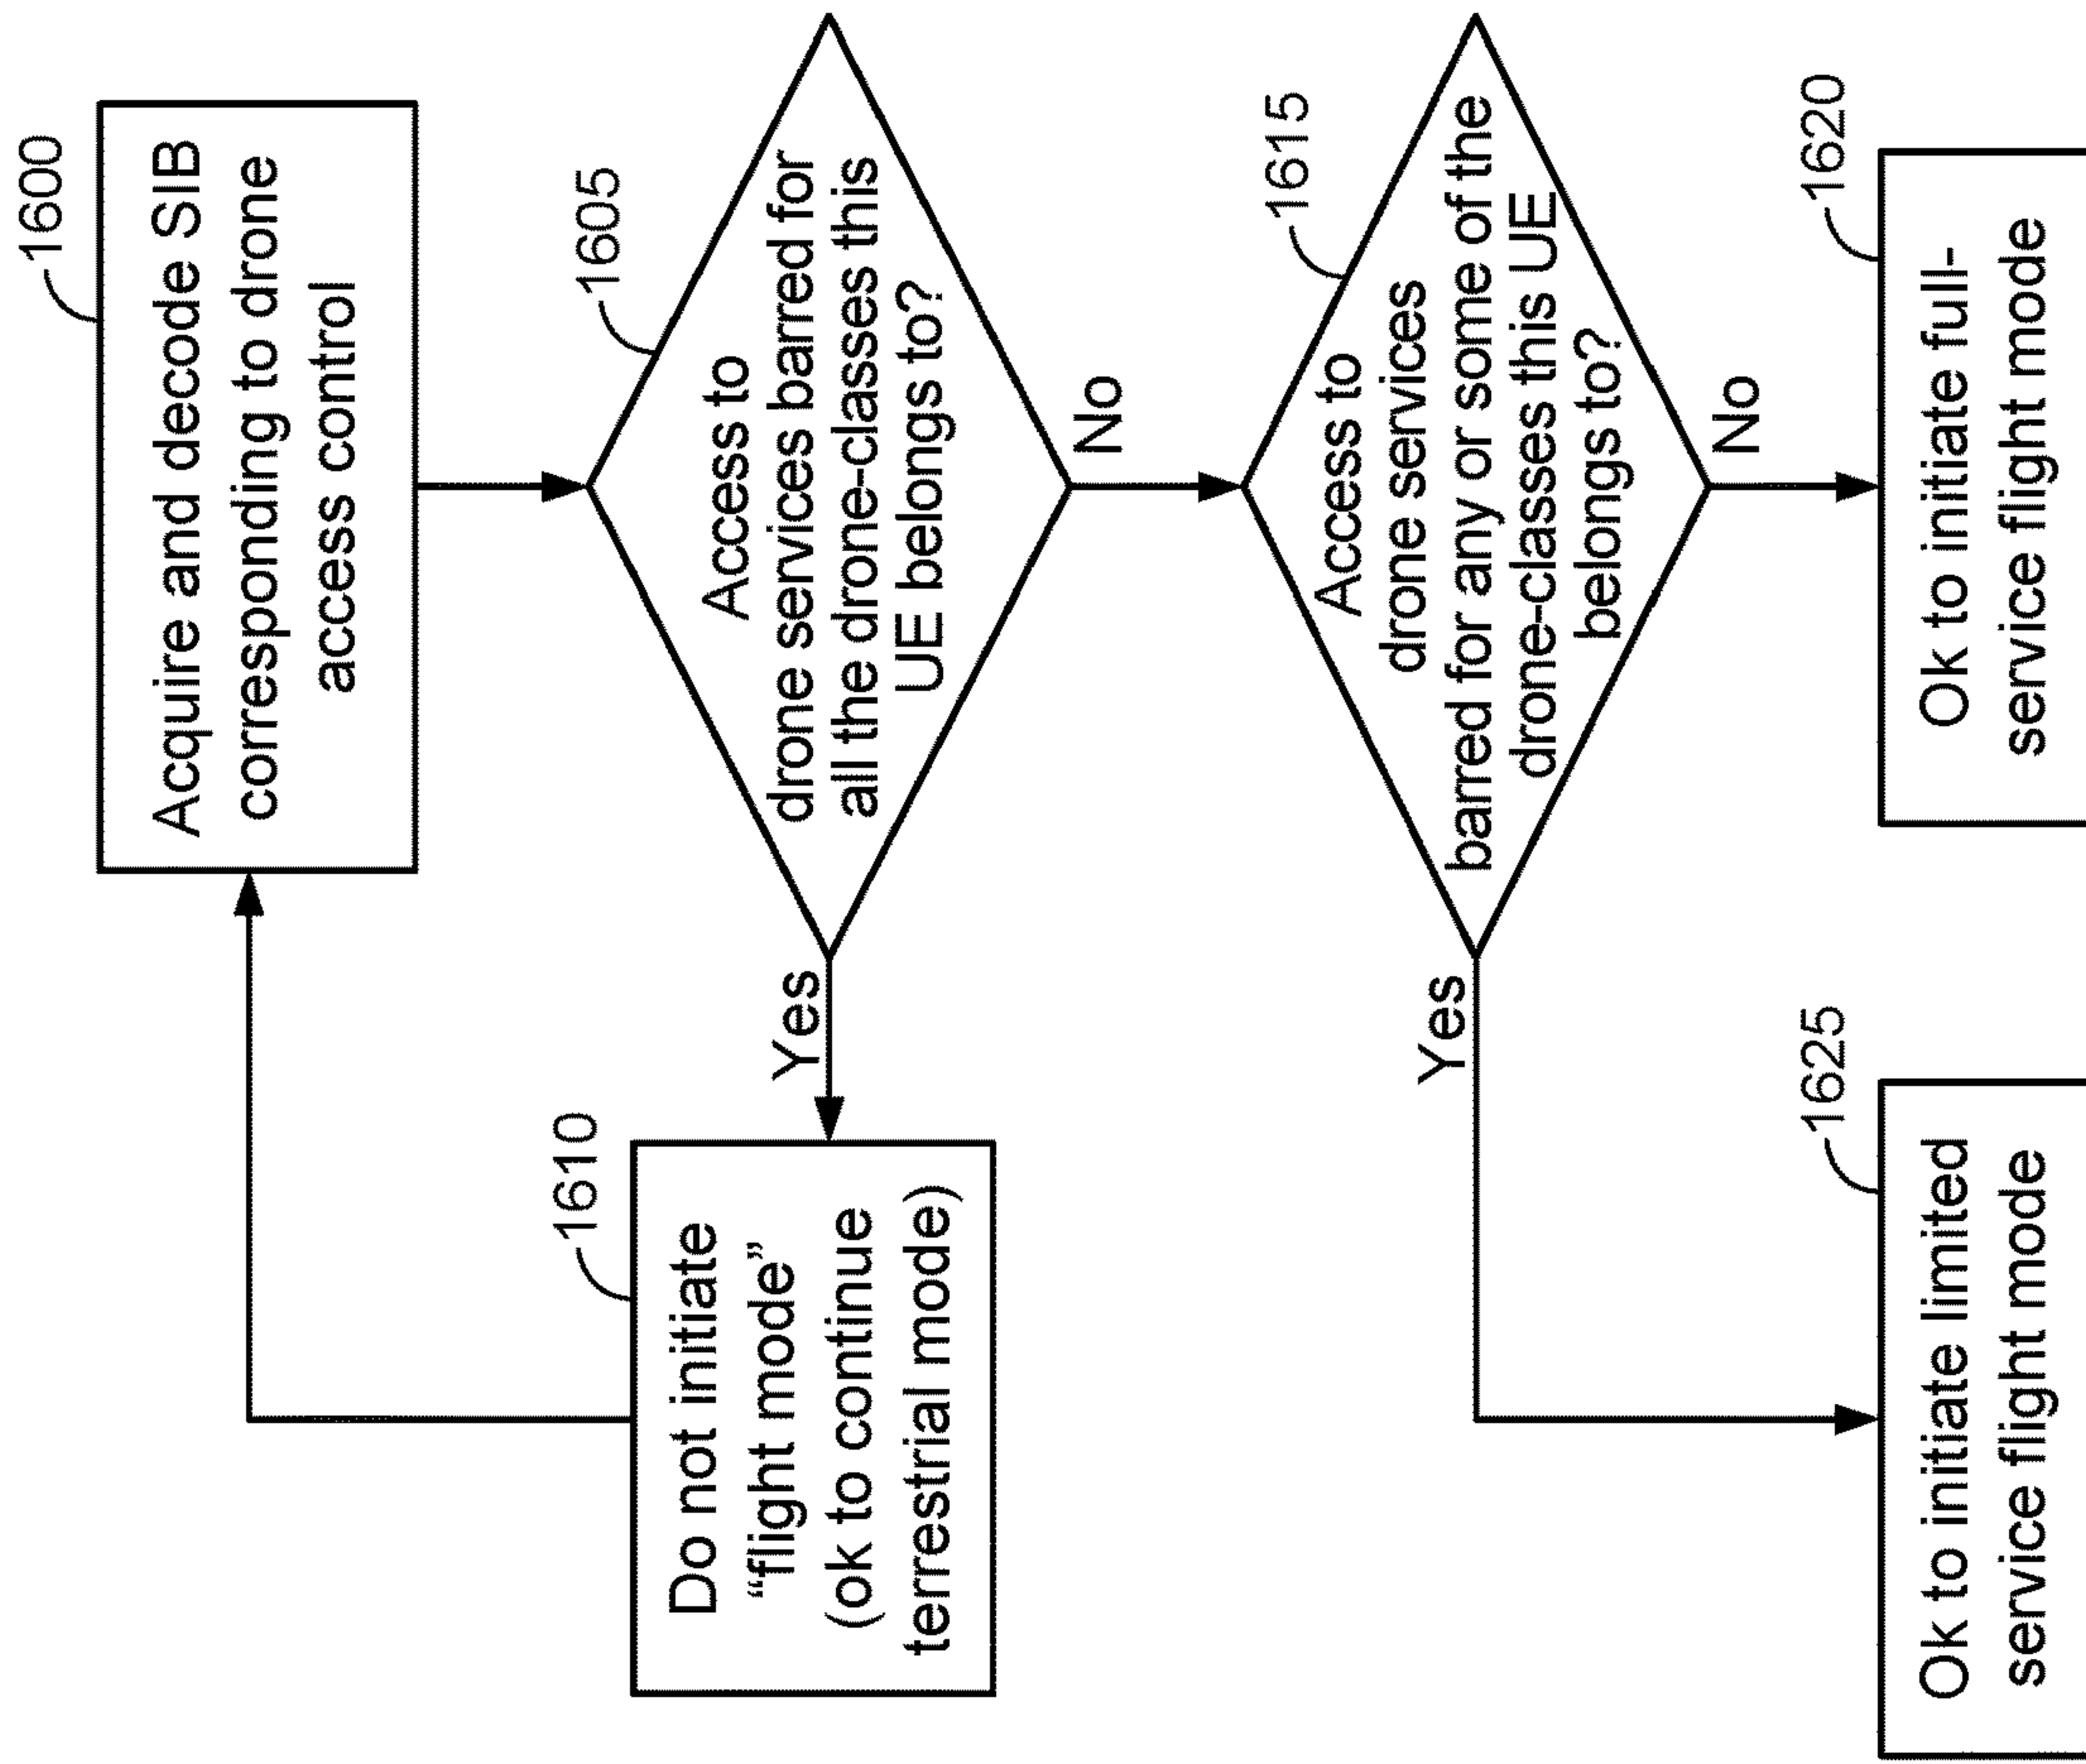 1600
Acquire and decode SIB
corresponding to drone
access control
1605
Access to
drone services barred for
all the drone-classes this
UE belongs to?
Yes
No
1610
Do not initiate
“flight mode”
(ok to continue
terrestrial mode)
1615
Access to
drone services
barred for any or some of the
drone-classes this UE
belongs to?
Yes
No
1620
Ok to initiate full-
service flight mode
1625
Ok to initiate limited
service flight mode